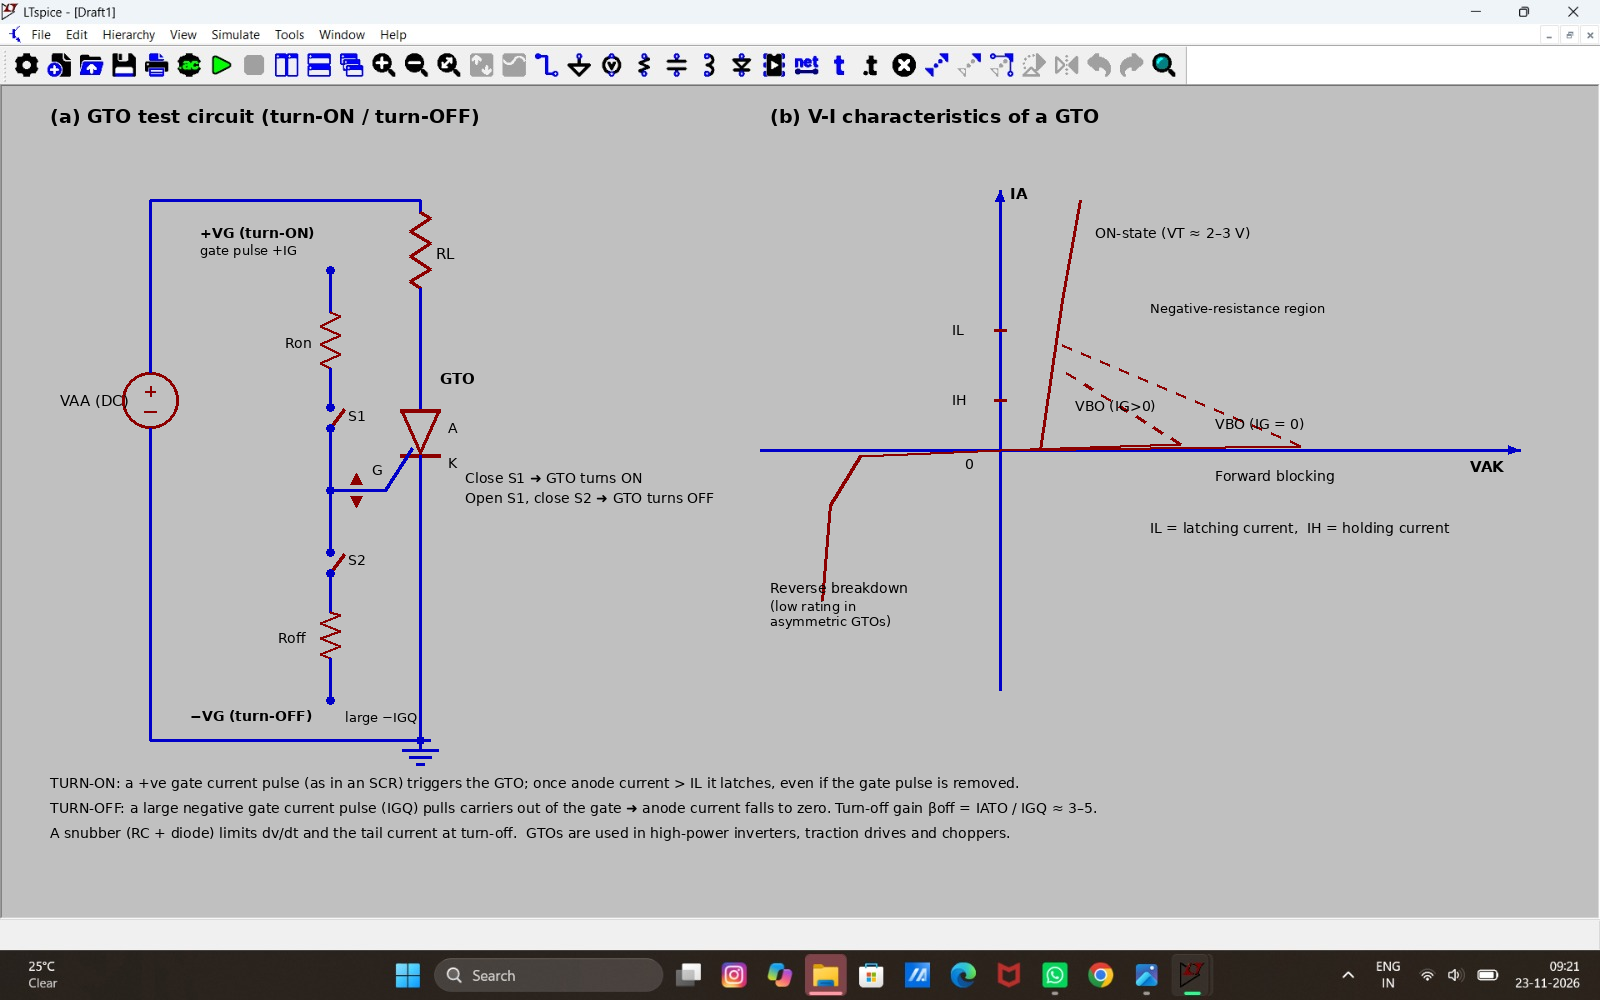 LTspice - [Draft1]
File Edit Hierarchy View Simulate Tools Window Help
ac
net t .t
(a) GTO test circuit (turn-ON / turn-OFF)
+VG (turn-ON)
gate pulse +IG
RL
Ron
GTO
VAA (DC)
+
−
S1
A
G
K
Close S1 ➜ GTO turns ON
Open S1, close S2 ➜ GTO turns OFF
S2
Roff
−VG (turn-OFF)
large −IGQ
(b) V-I characteristics of a GTO
IA
ON-state (VT ≈ 2–3 V)
Negative-resistance region
IL
IH
VBO (IG>0)
VBO (IG = 0)
0
VAK
Forward blocking
IL = latching current, IH = holding current
Reverse breakdown
(low rating in
asymmetric GTOs)
TURN-ON: a +ve gate current pulse (as in an SCR) triggers the GTO; once anode current > IL it latches, even if the gate pulse is removed.
TURN-OFF: a large negative gate current pulse (IGQ) pulls carriers out of the gate ➜ anode current falls to zero. Turn-off gain βoff = IATO / IGQ ≈ 3–5.
A snubber (RC + diode) limits dv/dt and the tail current at turn-off. GTOs are used in high-power inverters, traction drives and choppers.
25°C
Clear
Search
ENG
IN
09:21
23-11-2026